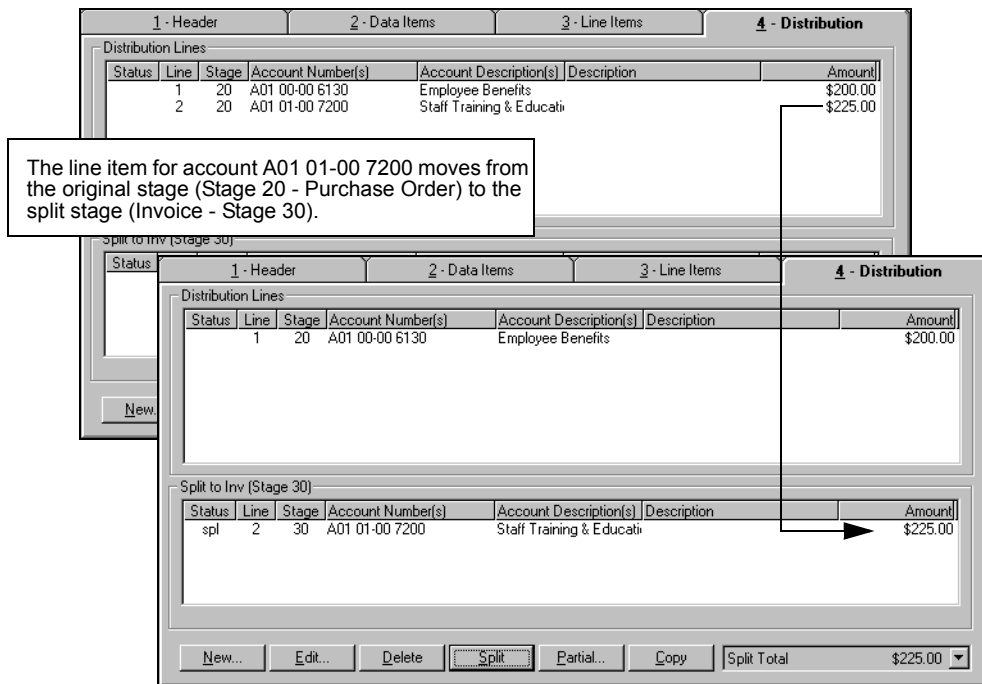 1 - Header 2 - Data Items 3 - Line Items 4 - Distribution
Distribution Lines
Status Line Stage Account Number(s) Account Description(s) Description Amount
1 20 A01 00-00 6130 Employee Benefits $200.00
2 20 A01 01-00 7200 Staff Training & Educati $225.00
The line item for account A01 01-00 7200 moves from
the original stage (Stage 20 - Purchase Order) to the
split stage (Invoice - Stage 30).
Split to Inv (Stage 30)
Status
New.
1 - Header 2 - Data Items 3 - Line Items 4 - Distribution
Distribution Lines
Status Line Stage Account Number(s) Account Description(s) Description Amount
1 20 A01 00-00 6130 Employee Benefits $200.00
Split to Inv (Stage 30)
Status Line Stage Account Number(s) Account Description(s) Description Amount
spl 2 30 A01 01-00 7200 Staff Training & Educati $225.00
New... Edit... Delete Split Partial... Copy Split Total $225.00